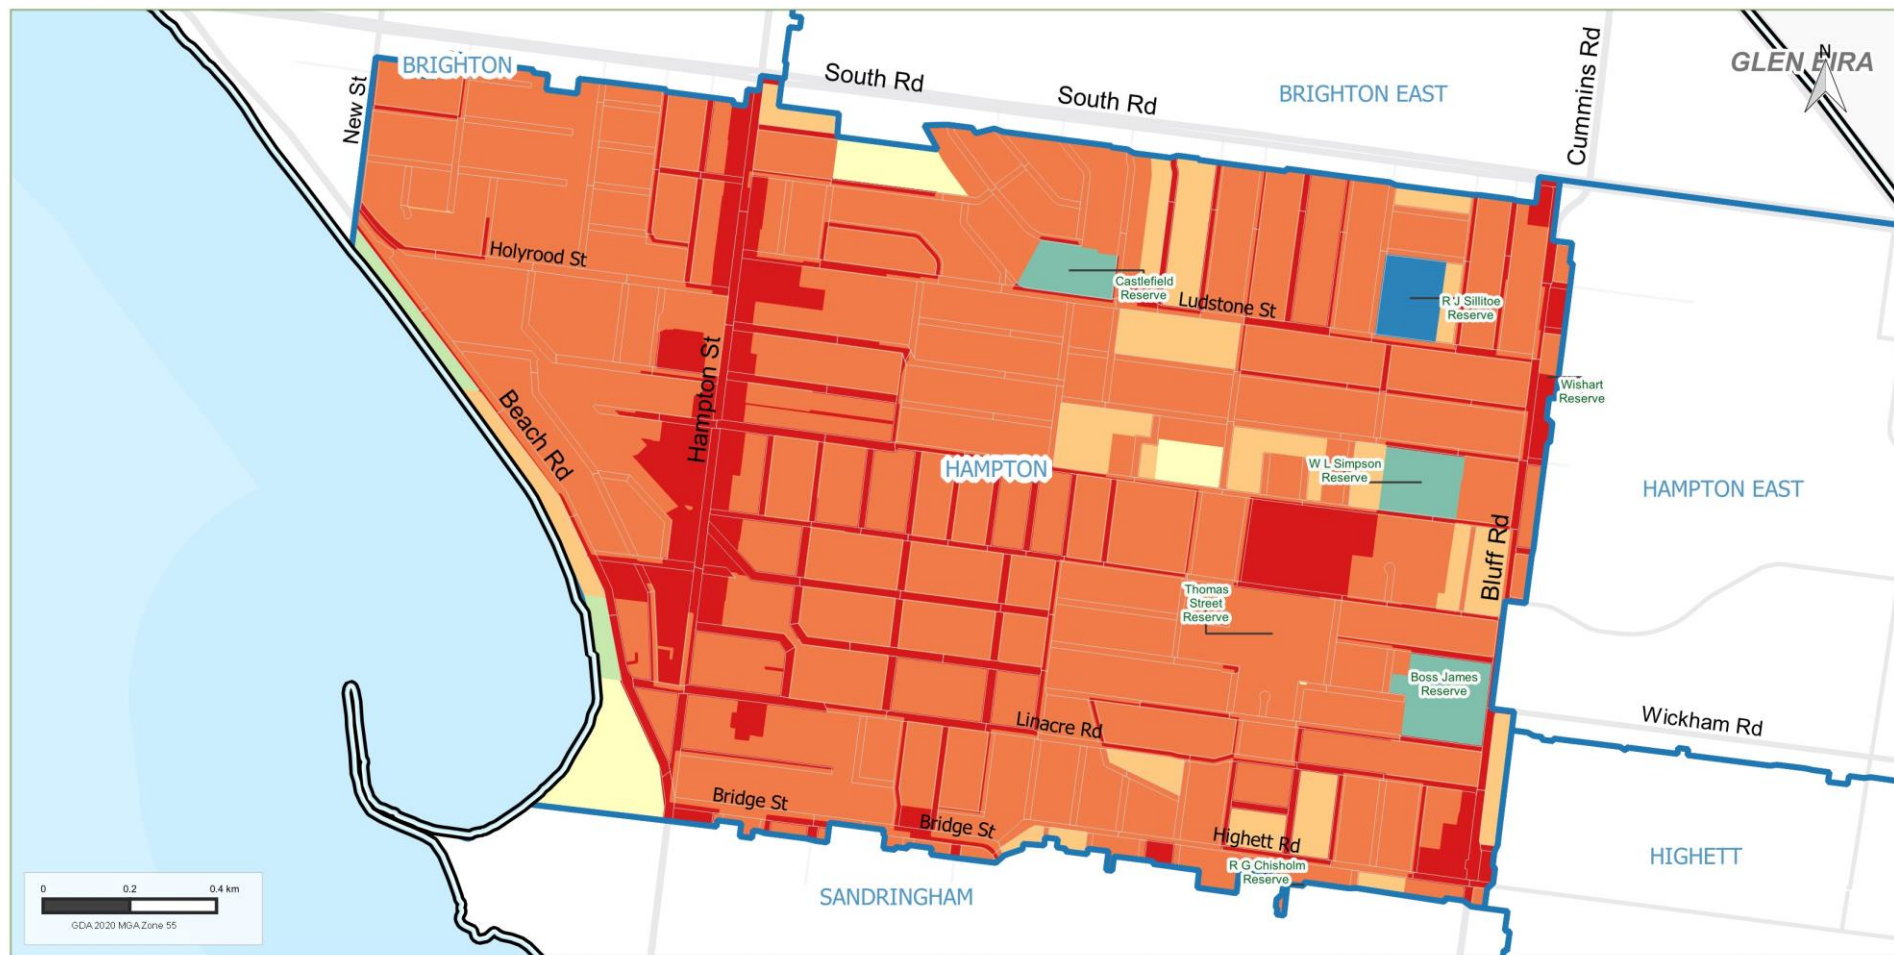 BRIGHTON
South Rd
South Rd
BRIGHTON EAST
Cummins Rd
GLEN EIRA
N
New St
Holyrood St
Castlefield
Reserve
Ludstone St
R J Sillitoe
Reserve
Hampton St
Beach Rd
Wishart
Reserve
HAMPTON
W L Simpson
Reserve
HAMPTON EAST
Bluff Rd
Thomas
Street
Reserve
Boss James
Reserve
Linacre Rd
Wickham Rd
Bridge St
Bridge St
Highett Rd
R G Chisholm
Reserve
HIGHETT
SANDRINGHAM
0 0.2 0.4 km
GDA 2020 MGA Zone 55